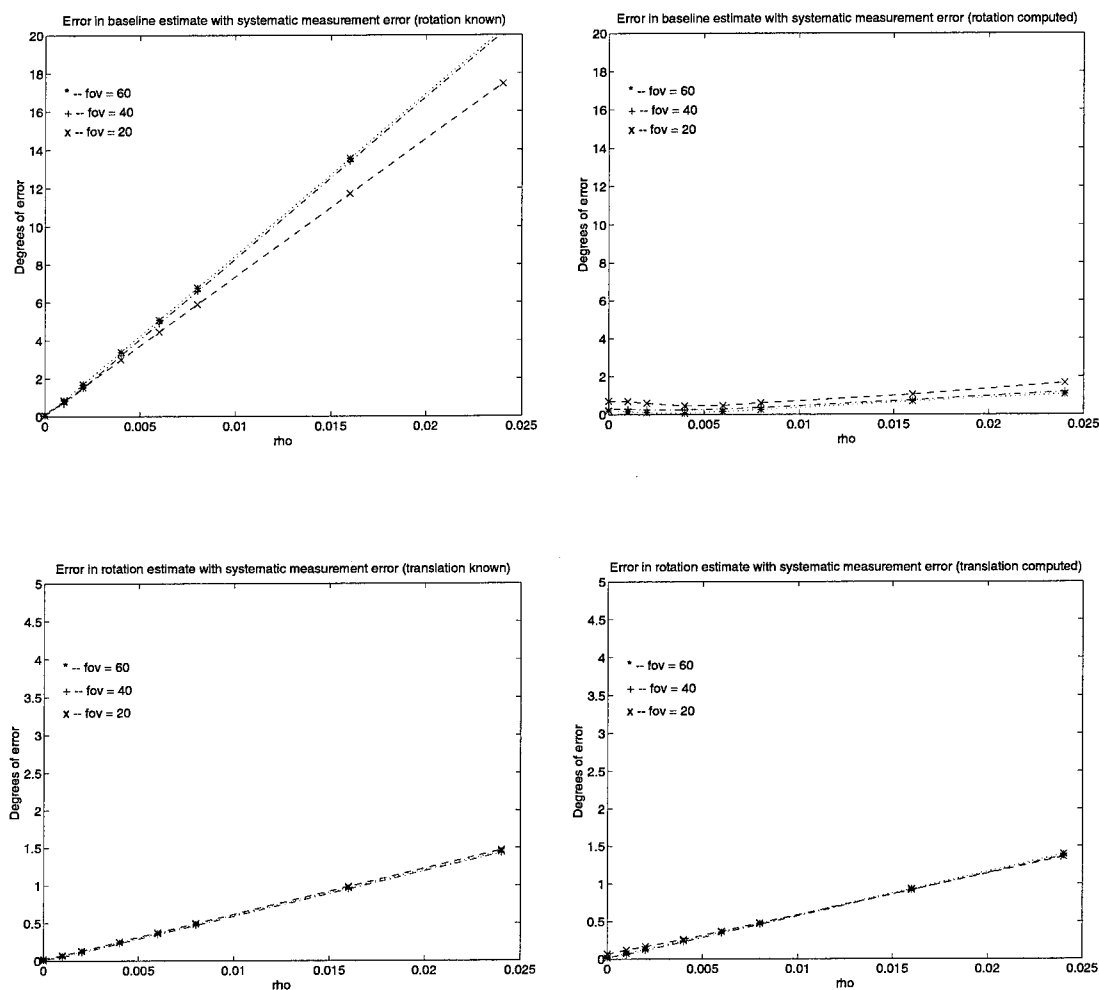 Error in baseline estimate with systematic measurement error (rotation known)
20
18
16
14
12
10
8
6
4
2
0
Degrees of error
* -- fov = 60
+ -- fov = 40
x -- fov = 20
0
0.005
0.01
0.015
0.02
0.025
rho
Error in baseline estimate with systematic measurement error (rotation computed)
20
18
16
14
12
10
8
6
4
2
0
Degrees of error
* -- fov = 60
+ -- fov = 40
x -- fov = 20
0
0.005
0.01
0.015
0.02
0.025
rho
Error in rotation estimate with systematic measurement error (translation known)
5
4.5
4
3.5
3
2.5
2
1.5
1
0.5
0
Degrees of error
* -- fov = 60
+ -- fov = 40
x -- fov = 20
0
0.005
0.01
0.015
0.02
0.025
rho
Error in rotation estimate with systematic measurement error (translation computed)
5
4.5
4
3.5
3
2.5
2
1.5
1
0.5
0
Degrees of error
* -- fov = 60
+ -- fov = 40
x -- fov = 20
0
0.005
0.01
0.015
0.02
0.025
rho